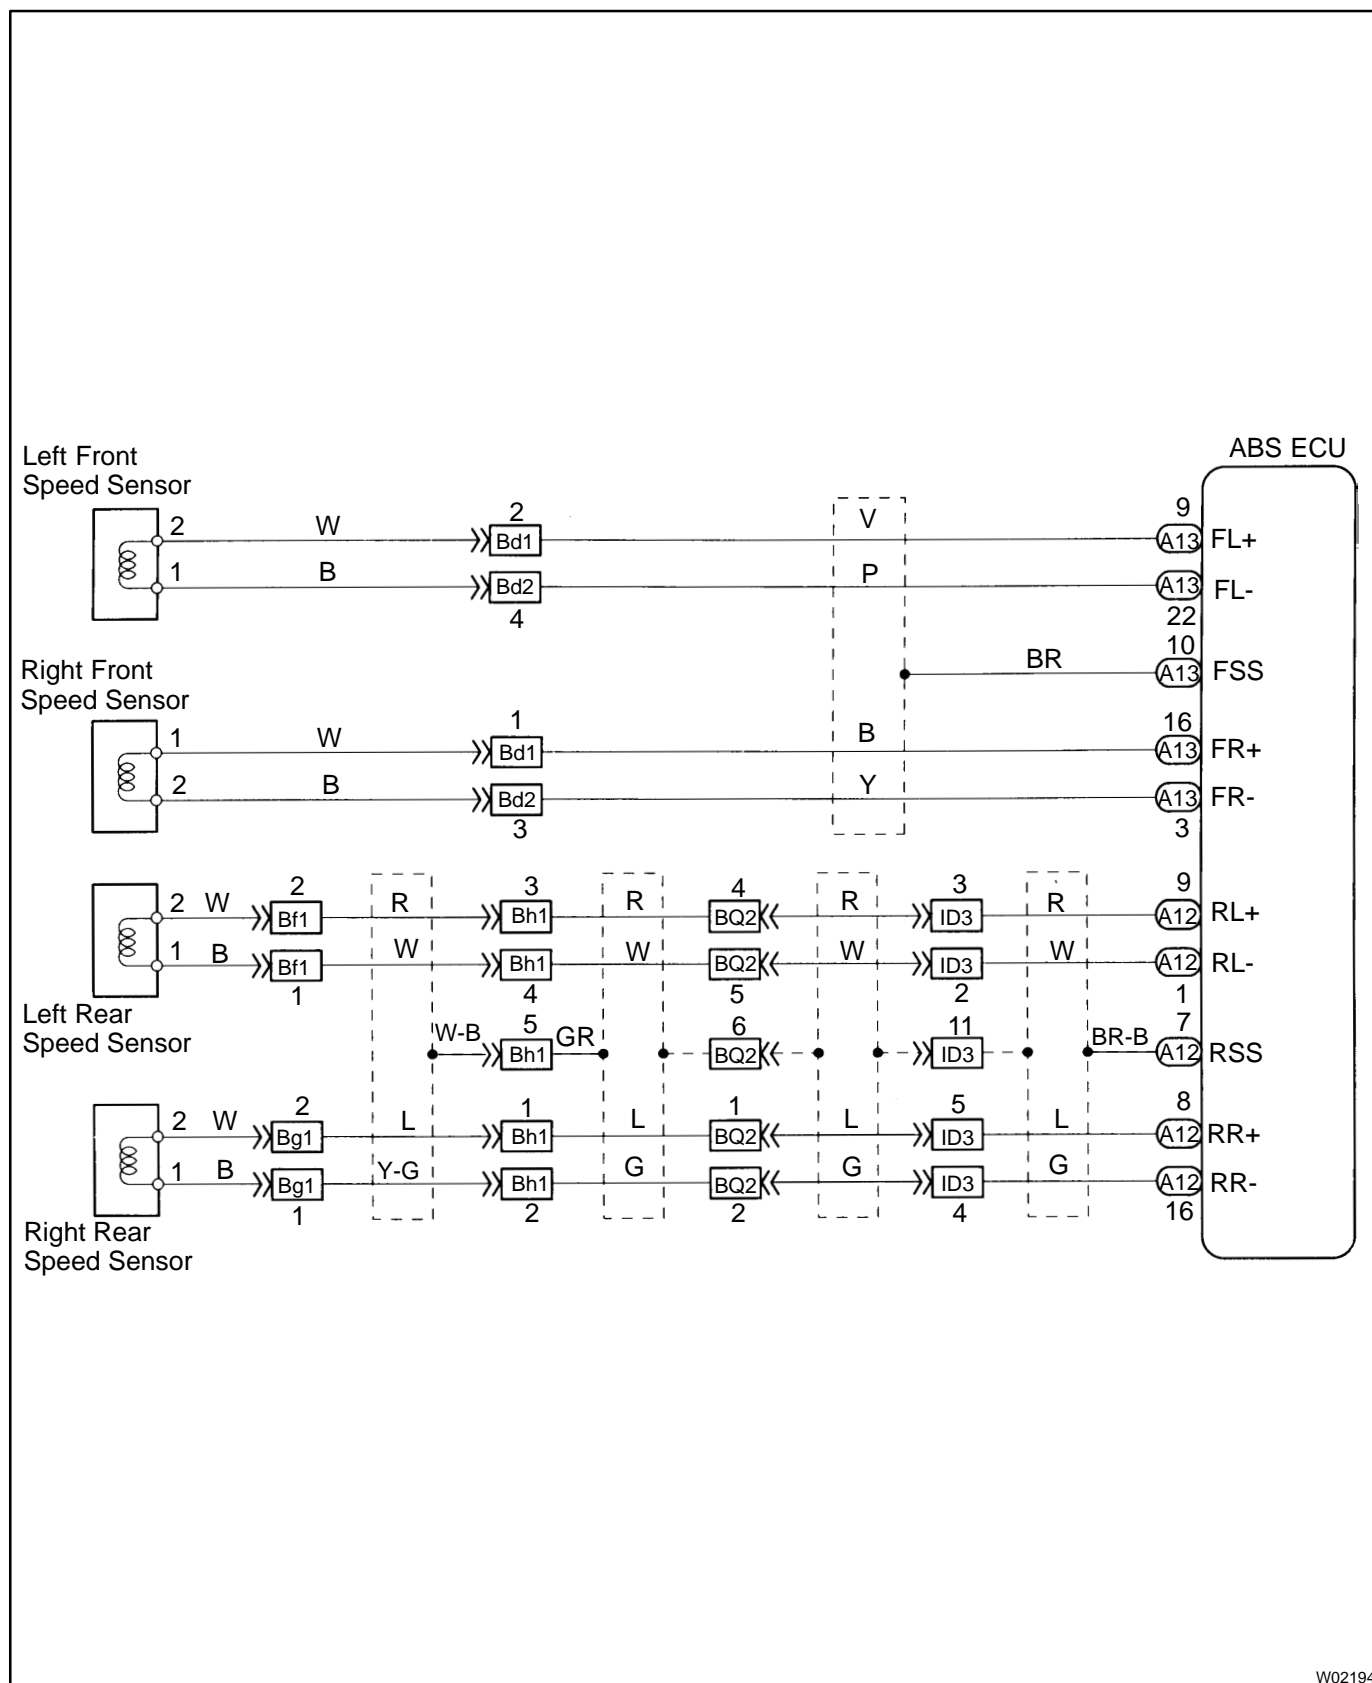 Left Front
Speed Sensor
ABS ECU
2 W 2 Bd1 V 9 A13 FL+
1 B Bd2 4 P A13 22 FL-
BR 10 A13 FSS
Right Front
Speed Sensor
1 W 1 Bd1 B 16 A13 FR+
2 B Bd2 3 Y A13 3 FR-
2 W 2 Bf1 R 3 Bh1 R 4 BQ2 R 3 ID3 R 9 A12 RL+
1 B Bf1 1 W Bh1 4 W BQ2 5 W ID3 2 W A12 1 RL-
Left Rear
Speed Sensor
W-B 5 Bh1 GR 6 BQ2 11 ID3 BR-B 7 A12 RSS
2 W 2 Bg1 L 1 Bh1 L 1 BQ2 L 5 ID3 L 8 A12 RR+
1 B Bg1 1 Y-G Bh1 2 G BQ2 2 G ID3 4 G A12 16 RR-
Right Rear
Speed Sensor
W02194